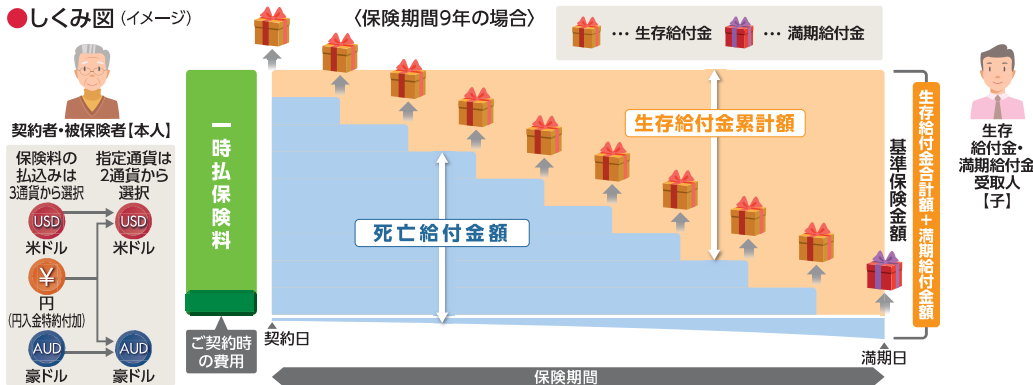 ●しくみ図(イメージ)
〈保険期間9年の場合〉
… 生存給付金
… 満期給付金
契約者・被保険者【本人】
保険料の
払込みは
3通貨から選択
指定通貨は
2通貨から
選択
USD
米ドル
USD
米ドル
¥
円
(円入金特約付加)
AUD
豪ドル
AUD
豪ドル
一時払保険料
ご契約時
の費用
生存給付金累計額
死亡給付金額
契約日
満期日
保険期間
基準保険金額
生存給付金合計額+満期給付金額
生存
給付金・
満期給付金
受取人
【子】